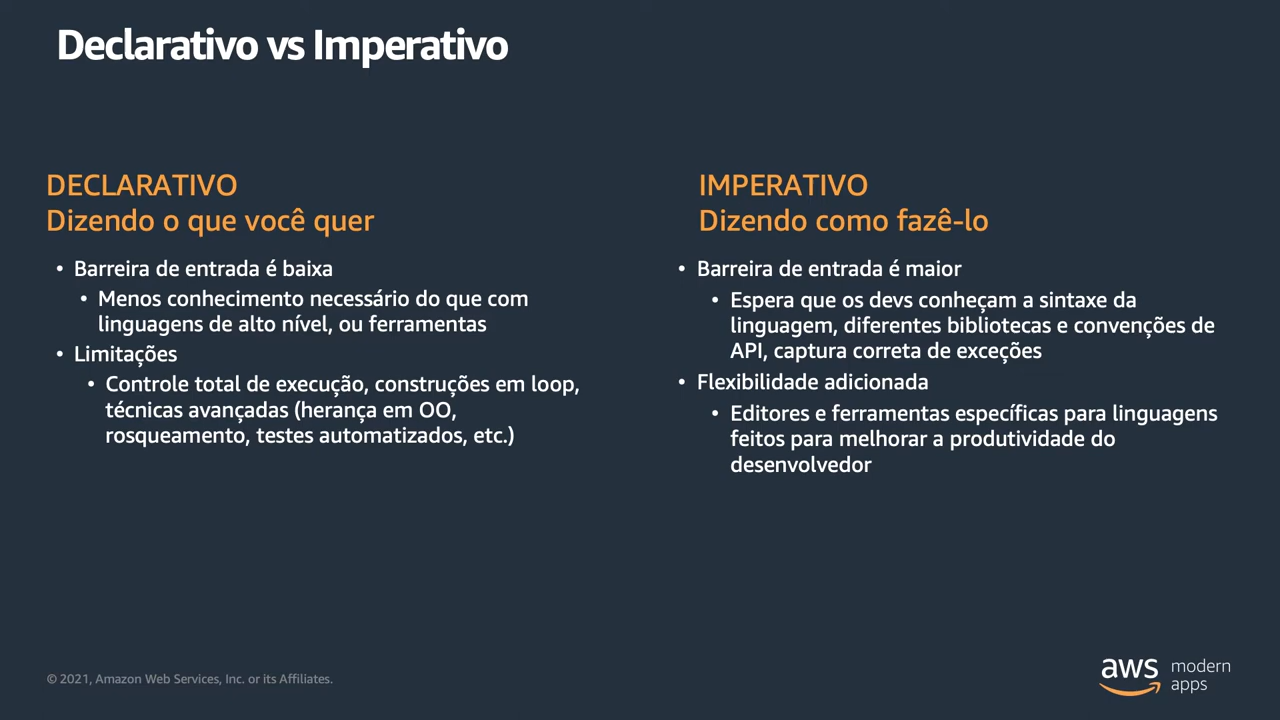 Declarativo vs Imperativo
DECLARATIVO
Dizendo o que você quer
• Barreira de entrada é baixa
• Menos conhecimento necessário do que com
linguagens de alto nível, ou ferramentas
• Limitações
• Controle total de execução, construções em loop,
técnicas avançadas (herança em OO,
rosqueamento, testes automatizados, etc.)
IMPERATIVO
Dizendo como fazê-lo
• Barreira de entrada é maior
• Espera que os devs conheçam a sintaxe da
linguagem, diferentes bibliotecas e convenções de
API, captura correta de exceções
• Flexibilidade adicionada
• Editores e ferramentas específicas para linguagens
feitos para melhorar a produtividade do
desenvolvedor
© 2021, Amazon Web Services, Inc. or its Affiliates.
aws modern
apps